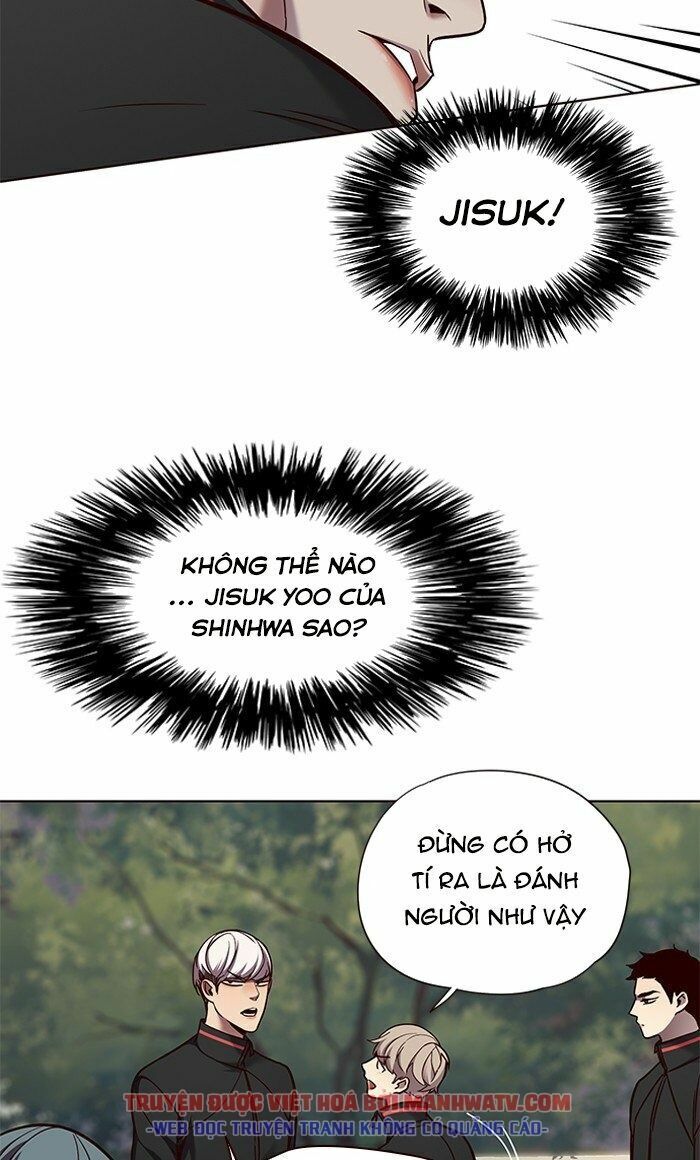 JISUK!
KHÔNG THỂ NÀO
... JISUK YOO CỦA
SHINHWA SAO?
ĐỪNG CÓ HỞ
TÍ RA LÀ ĐÁNH
NGƯỜI NHƯ VẬY
TRUYỆN ĐƯỢC VIỆT HOÁ BỞI MANHWATV.COM
-WEB ĐỌC TRUYỆN TRANH KHÔNG CÓ QUẢNG CÁO-